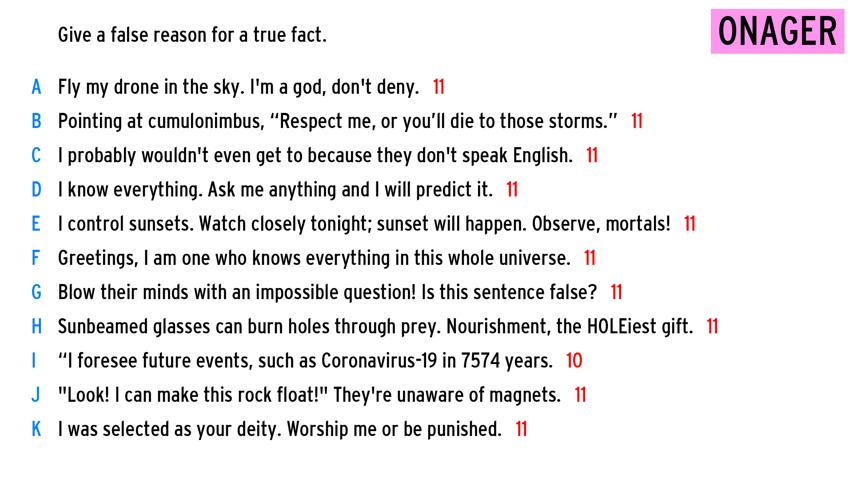 Give a false reason for a true fact.
ONAGER
A Fly my drone in the sky. I'm a god, don't deny. 11
B Pointing at cumulonimbus, “Respect me, or you’ll die to those storms.” 11
C I probably wouldn't even get to because they don't speak English. 11
D I know everything. Ask me anything and I will predict it. 11
E I control sunsets. Watch closely tonight; sunset will happen. Observe, mortals! 11
F Greetings, I am one who knows everything in this whole universe. 11
G Blow their minds with an impossible question! Is this sentence false? 11
H Sunbeamed glasses can burn holes through prey. Nourishment, the HOLEiest gift. 11
I “I foresee future events, such as Coronavirus-19 in 7574 years. 10
J "Look! I can make this rock float!" They're unaware of magnets. 11
K I was selected as your deity. Worship me or be punished. 11